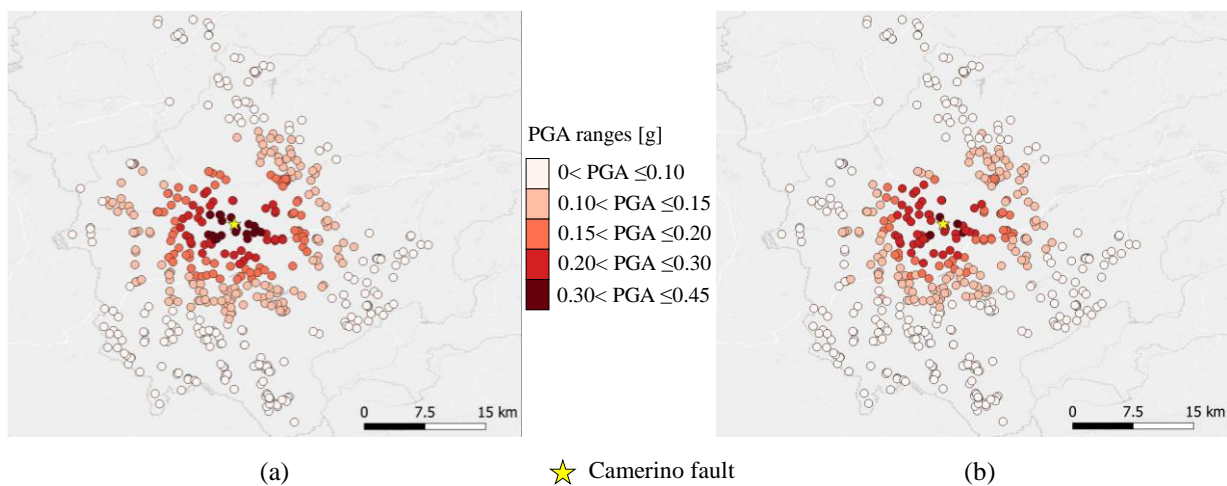 PGA ranges [g]
0< PGA ≤0.10
0.10< PGA ≤0.15
0.15< PGA ≤0.20
0.20< PGA ≤0.30
0.30< PGA ≤0.45
0 7.5 15 km
0 7.5 15 km
(a)
Camerino fault
(b)